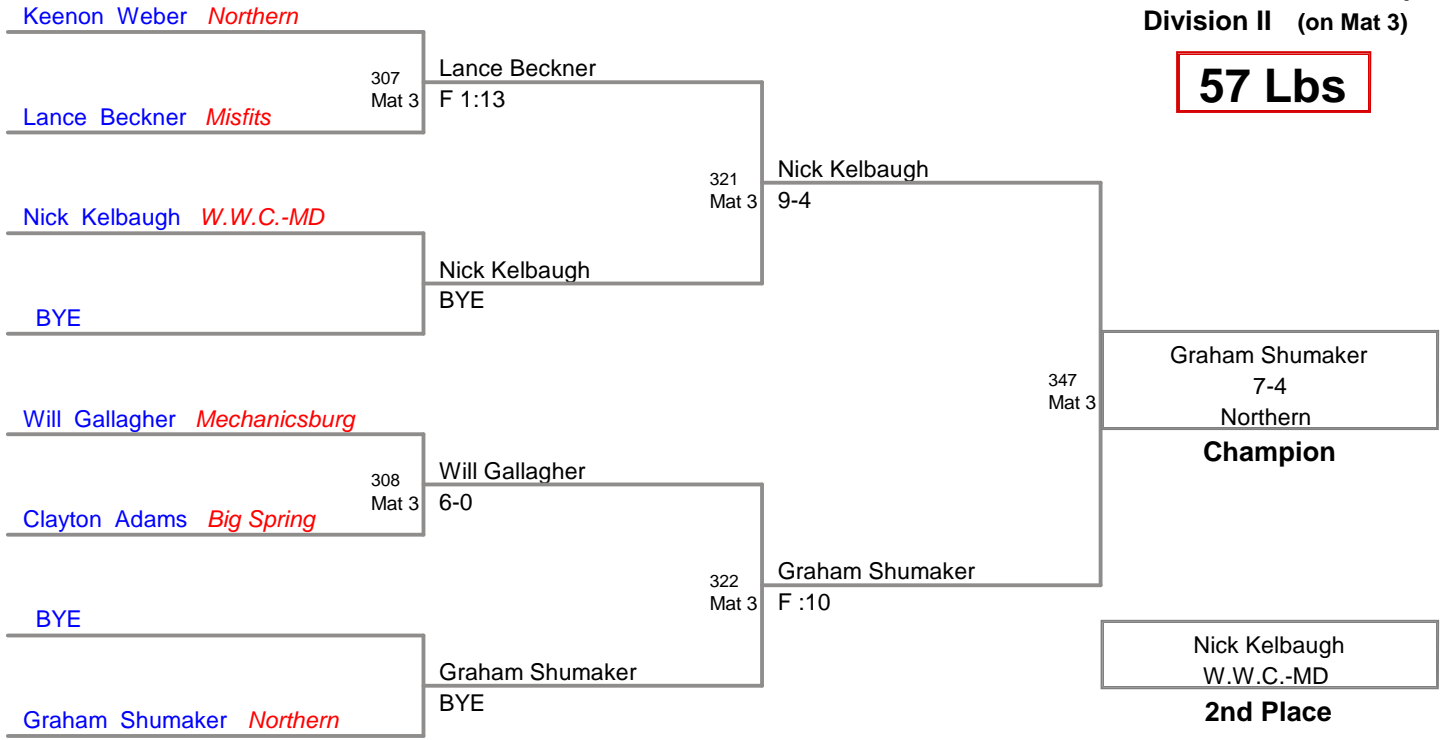 Keenon Weber Northern
Division II (on Mat 3)
57 Lbs
307
Mat 3
Lance Beckner
F 1:13
Lance Beckner Misfits
321
Mat 3
Nick Kelbaugh
9-4
Nick Kelbaugh W.W.C.-MD
Nick Kelbaugh
BYE
BYE
347
Mat 3
Graham Shumaker
7-4
Northern
Champion
Will Gallagher Mechanicsburg
308
Mat 3
Will Gallagher
6-0
Clayton Adams Big Spring
322
Mat 3
Graham Shumaker
F :10
BYE
Graham Shumaker
BYE
Nick Kelbaugh
W.W.C.-MD
2nd Place
Graham Shumaker Northern